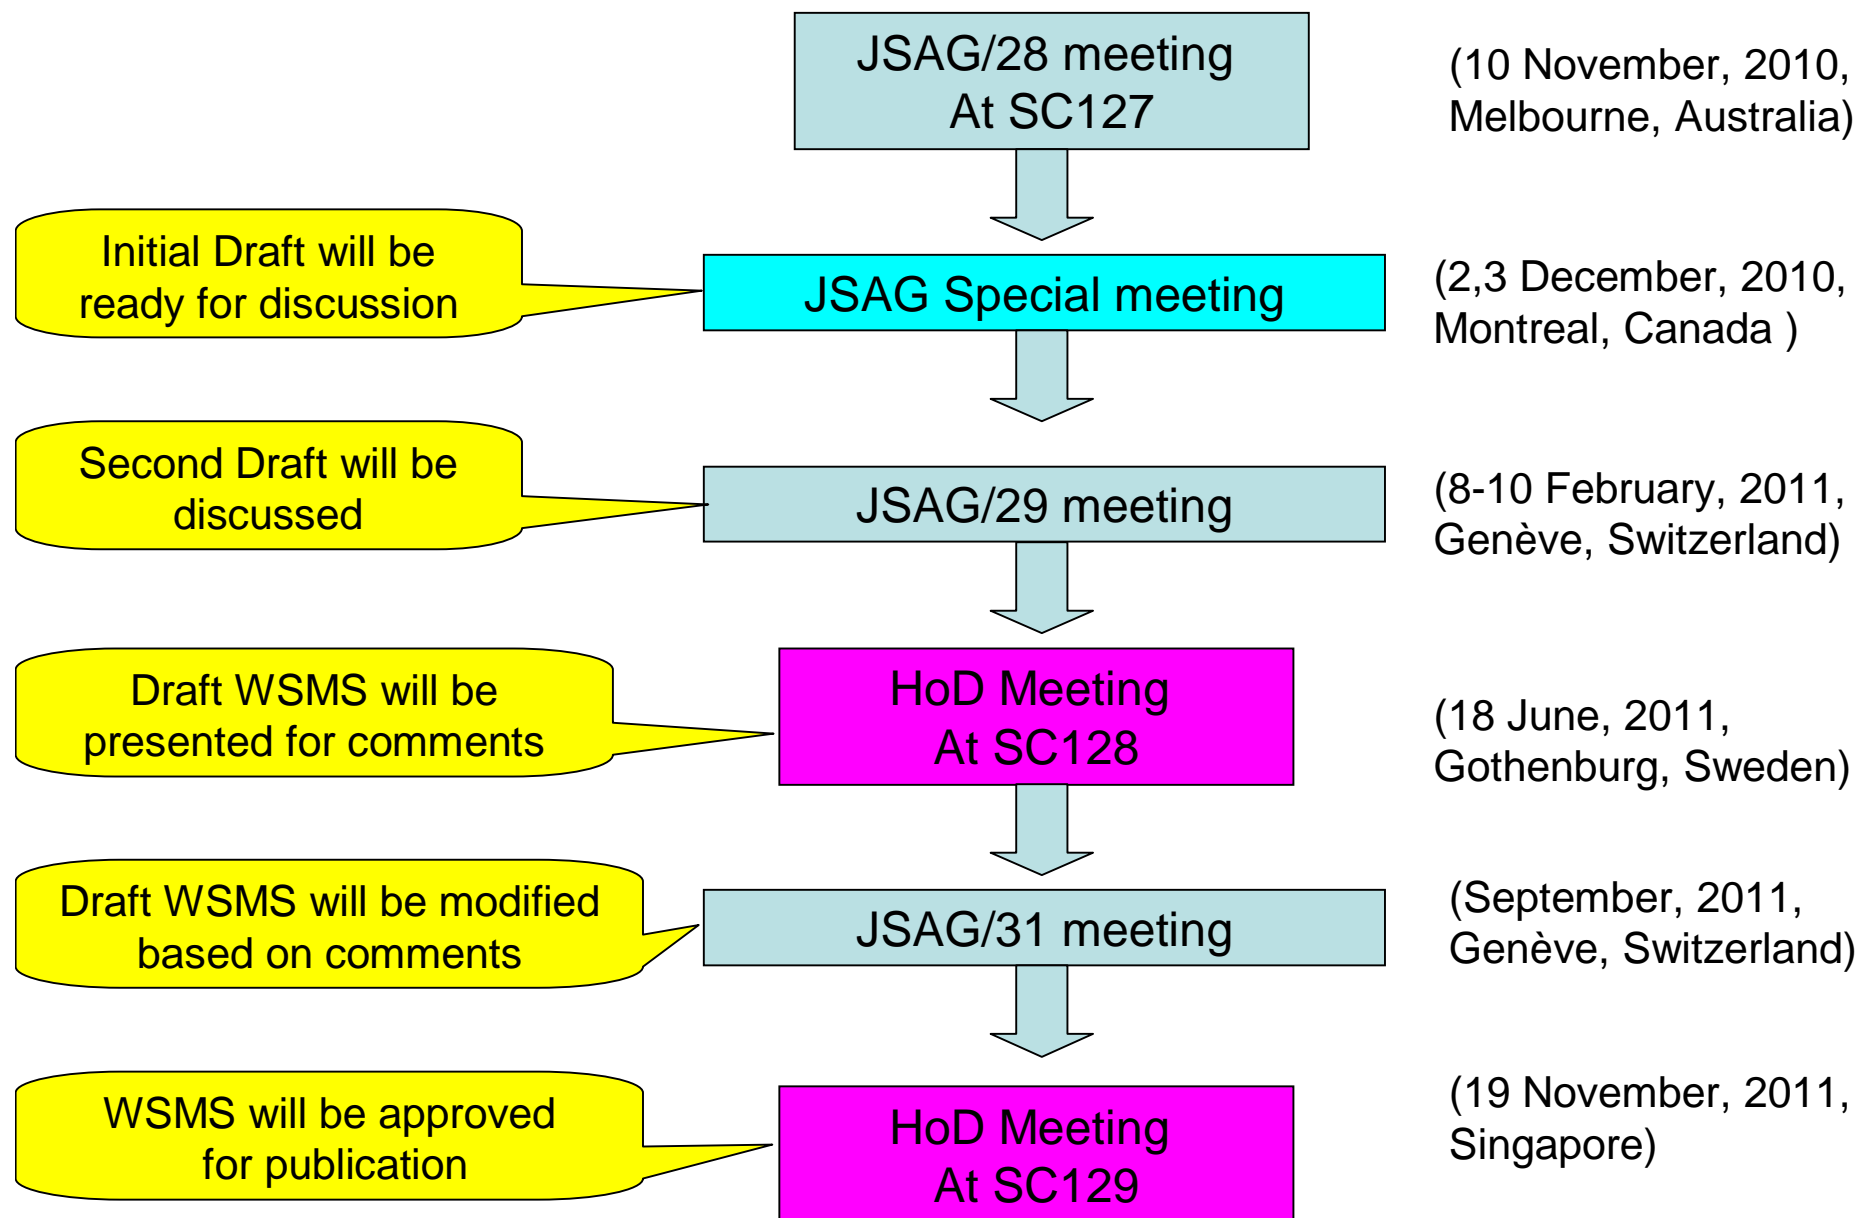 JSAG/28 meeting
At SC127
(10 November, 2010,
Melbourne, Australia)
Initial Draft will be
ready for discussion
JSAG Special meeting
(2,3 December, 2010,
Montreal, Canada )
Second Draft will be
discussed
JSAG/29 meeting
(8-10 February, 2011,
Genève, Switzerland)
Draft WSMS will be
presented for comments
HoD Meeting
At SC128
(18 June, 2011,
Gothenburg, Sweden)
Draft WSMS will be modified
based on comments
JSAG/31 meeting
(September, 2011,
Genève, Switzerland)
WSMS will be approved
for publication
HoD Meeting
At SC129
(19 November, 2011,
Singapore)